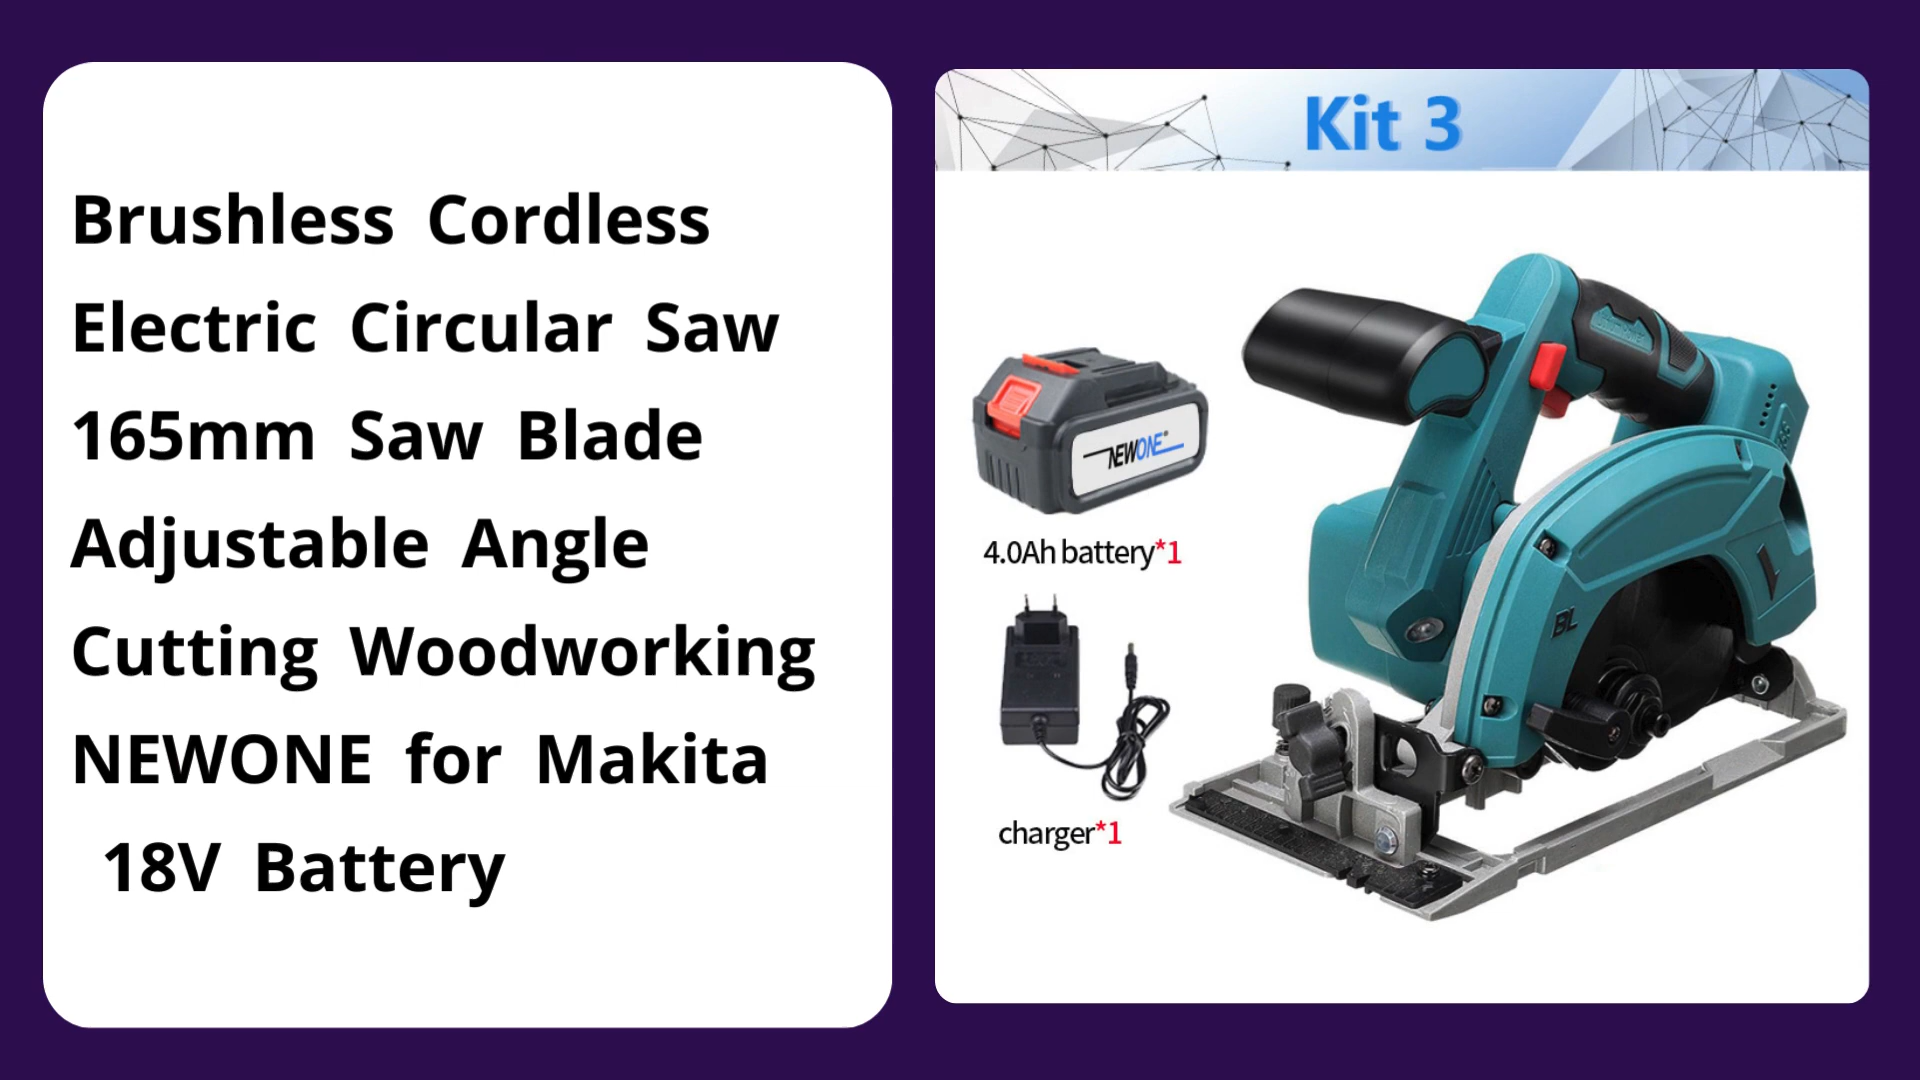 Brushless Cordless
Electric Circular Saw
165mm Saw Blade
Adjustable Angle
Cutting Woodworking
NEWONE for Makita
18V Battery
Kit 3
NEWONE®
4.0Ah battery*1
charger*1
BL